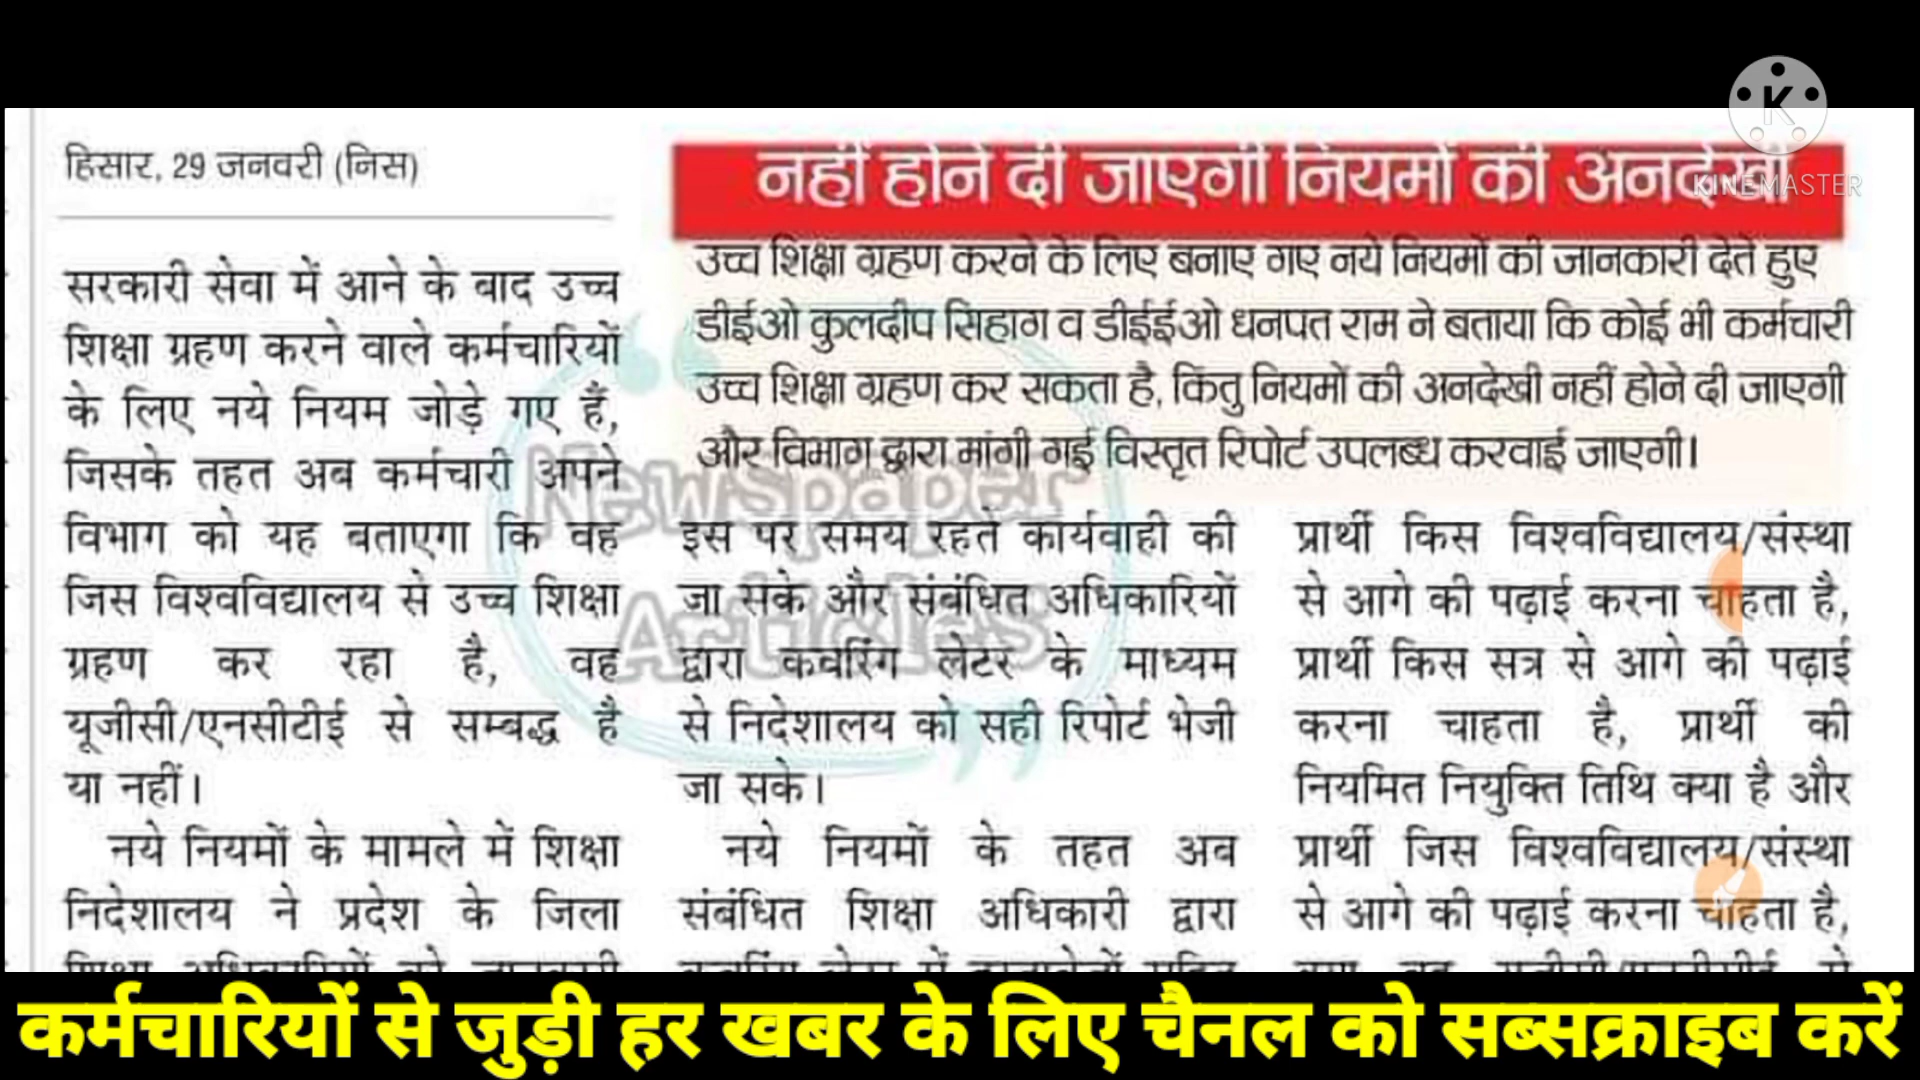 हिसार, 29 जनवरी (निस)
सरकारी सेवा में आने के बाद उच्च
शिक्षा ग्रहण करने वाले कर्मचारियों
के लिए नये नियम जोड़े गए हैं,
जिसके तहत अब कर्मचारी अपने
विभाग को यह बताएगा कि वह
जिस विश्वविद्यालय से उच्च शिक्षा
ग्रहण कर रहा है, वह
यूजीसी/एनसीटीई से सम्बद्ध है
या नहीं।
नये नियमों के मामले में शिक्षा
निदेशालय ने प्रदेश के जिला
नहीं होने दी जाएगी नियमों की अनदेखी
उच्च शिक्षा ग्रहण करने के लिए बनाए गए नये नियमों की जानकारी देते हुए
डीईओ कुलदीप सिहाग व डीईईओ धनपत राम ने बताया कि कोई भी कर्मचारी
उच्च शिक्षा ग्रहण कर सकता है, किंतु नियमों की अनदेखी नहीं होने दी जाएगी
और विभाग द्वारा मांगी गई विस्तृत रिपोर्ट उपलब्ध करवाई जाएगी।
इस पर समय रहते कार्यवाही की
जा सके और संबंधित अधिकारियों
द्वारा कवरिंग लेटर के माध्यम
से निदेशालय को सही रिपोर्ट भेजी
जा सके।
नये नियमों के तहत अब
संबंधित शिक्षा अधिकारी द्वारा
प्रार्थी किस विश्वविद्यालय/संस्था
से आगे की पढ़ाई करना चाहता है,
प्रार्थी किस सत्र से आगे की पढ़ाई
करना चाहता है, प्रार्थी की
नियमित नियुक्ति तिथि क्या है और
प्रार्थी जिस विश्वविद्यालय/संस्था
से आगे की पढ़ाई करना चाहता है,
Newspaper
Articles
K
KINEMASTER
कर्मचारियों से जुड़ी हर खबर के लिए चैनल को सब्सक्राइब करें